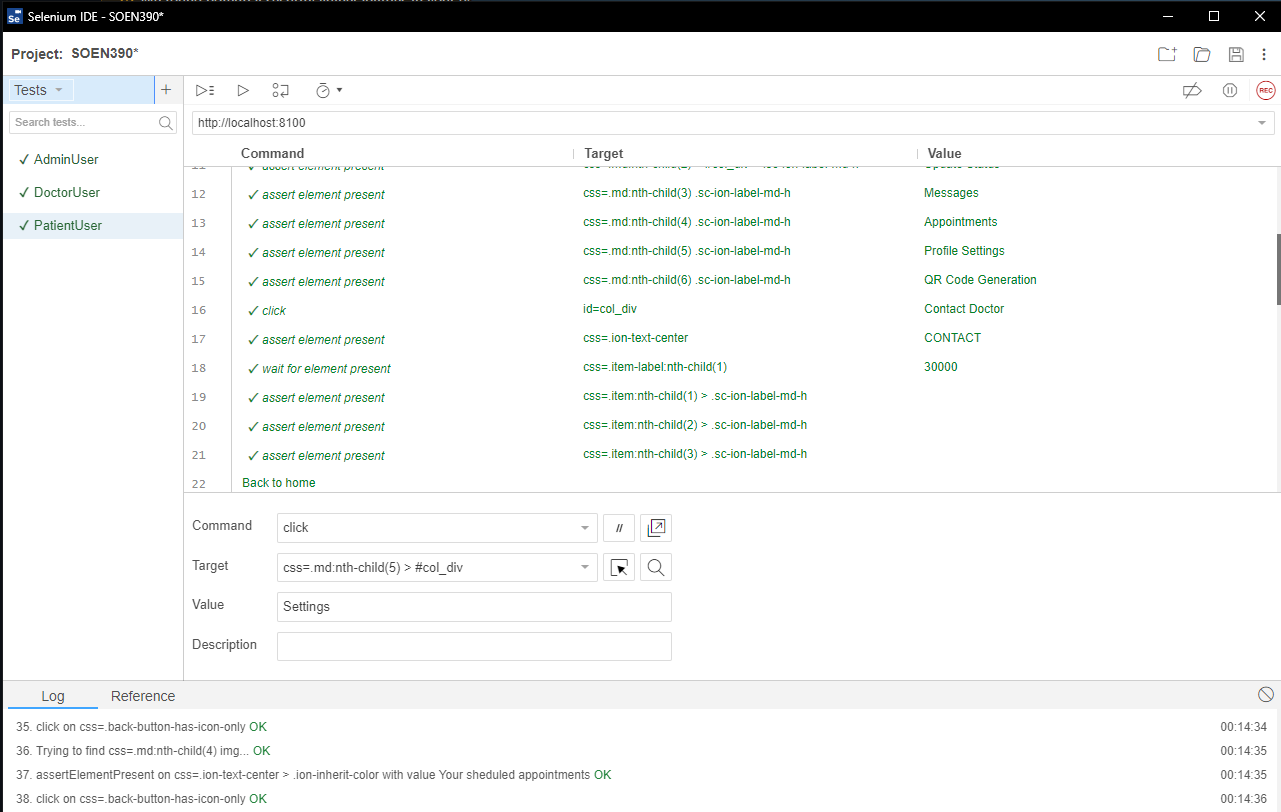 Selenium IDE - SOEN390*
Project: SOEN390*
Tests
http://localhost:8100
Search tests...
AdminUser
DoctorUser
PatientUser
Command Target Value
12 ✓ assert element present css=.md:nth-child(3) .sc-ion-label-md-h Messages
13 ✓ assert element present css=.md:nth-child(4) .sc-ion-label-md-h Appointments
14 ✓ assert element present css=.md:nth-child(5) .sc-ion-label-md-h Profile Settings
15 ✓ assert element present css=.md:nth-child(6) .sc-ion-label-md-h QR Code Generation
16 ✓ click id=col_div Contact Doctor
17 ✓ assert element present css=.ion-text-center CONTACT
18 ✓ wait for element present css=.item-label:nth-child(1) 30000
19 ✓ assert element present css=.item:nth-child(1) > .sc-ion-label-md-h
20 ✓ assert element present css=.item:nth-child(2) > .sc-ion-label-md-h
21 ✓ assert element present css=.item:nth-child(3) > .sc-ion-label-md-h
22 Back to home
Command click //
Target css=.md:nth-child(5) > #col_div
Value Settings
Description
REC
Log Reference
35. click on css=.back-button-has-icon-only OK 00:14:34
36. Trying to find css=.md:nth-child(4) img... OK 00:14:35
37. assertElementPresent on css=.ion-text-center > .ion-inherit-color with value Your sheduled appointments OK 00:14:35
38. click on css=.back-button-has-icon-only OK 00:14:36